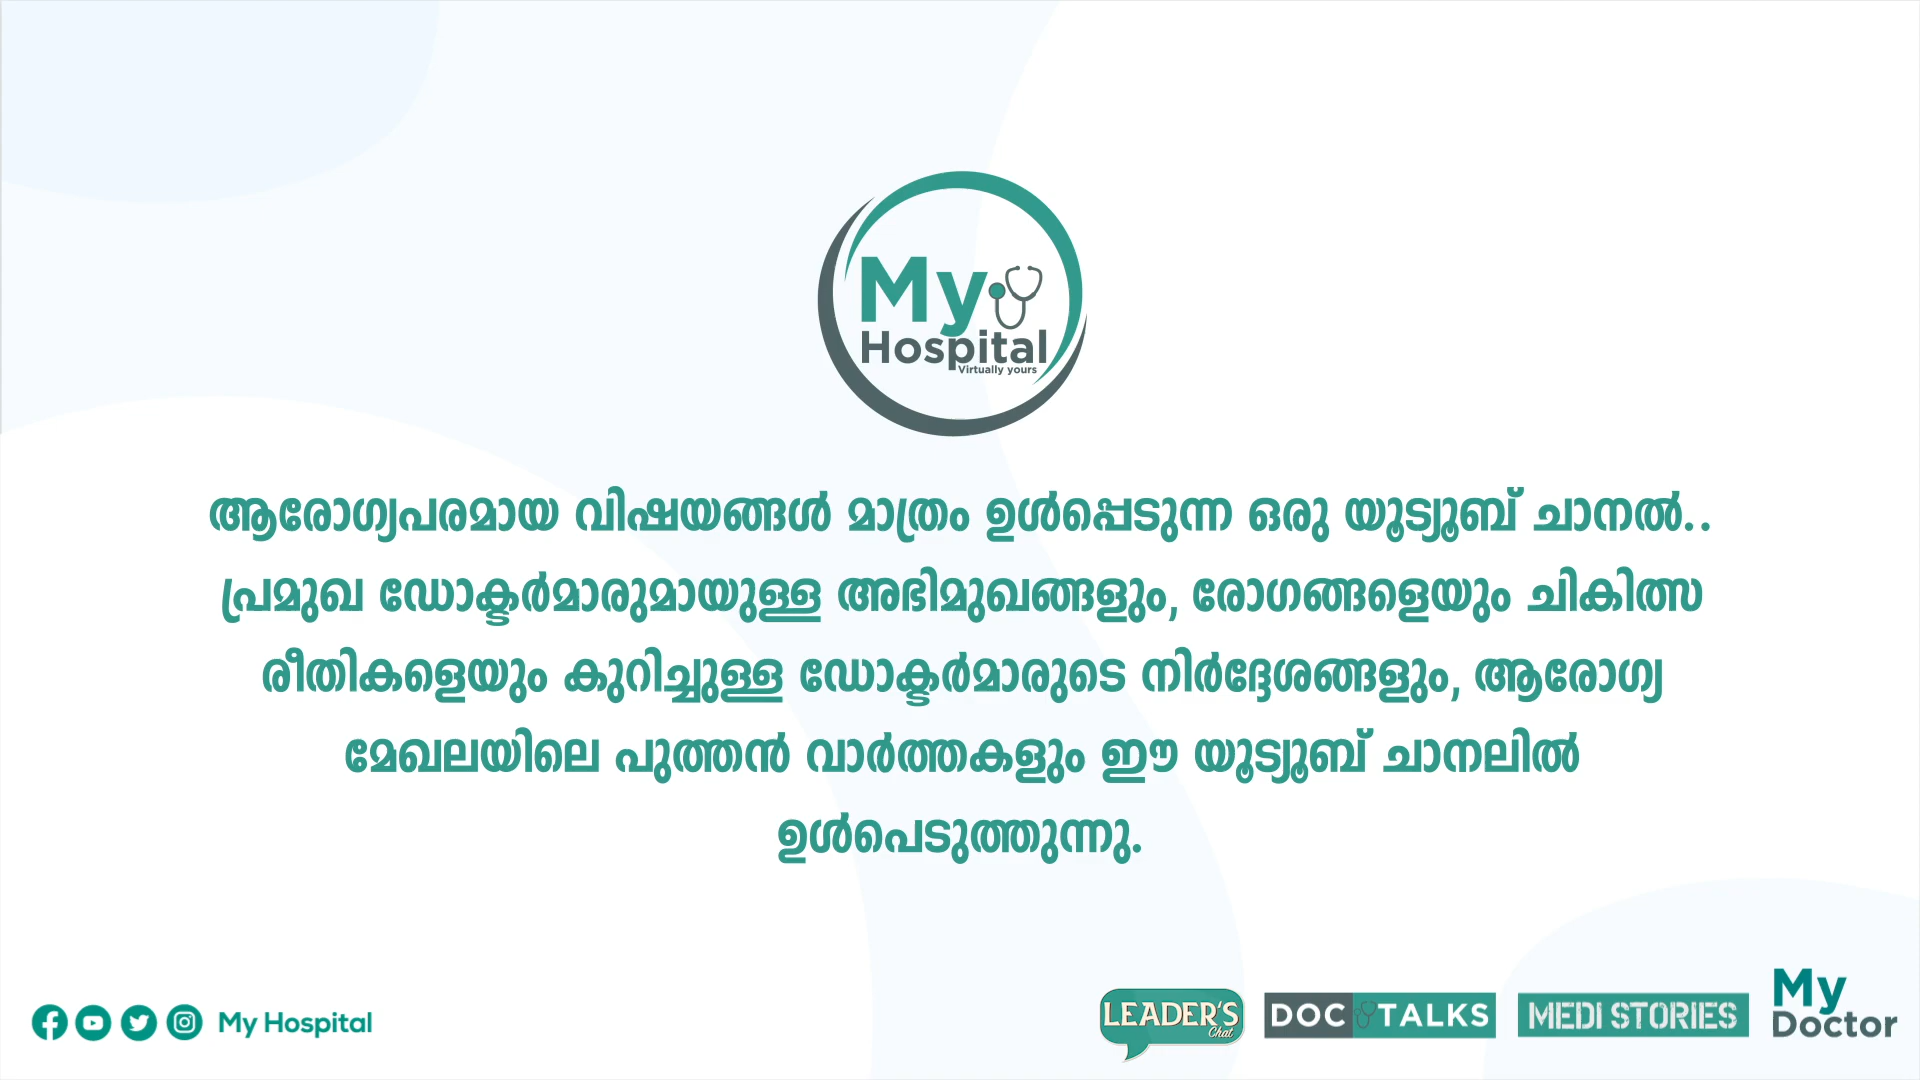 My
Hospital
Virtually yours
ആരോഗ്യപരമായ വിഷയങ്ങൾ മാത്രം ഉൾപ്പെടുന്ന ഒരു യൂട്യൂബ് ചാനൽ..
പ്രമുഖ ഡോക്ടർമാരുമായുള്ള അഭിമുഖങ്ങളും, രോഗങ്ങളെയും ചികിത്സ
രീതികളെയും കുറിച്ചുള്ള ഡോക്ടർമാരുടെ നിർദ്ദേശങ്ങളും, ആരോഗ്യ
മേഖലയിലെ പുത്തൻ വാർത്തകളും ഈ യൂട്യൂബ് ചാനലിൽ
ഉൾപെടുത്തുന്നു.
My Hospital
LEADER'S
Chat
DOC TALKS
MEDI STORIES
My
Doctor